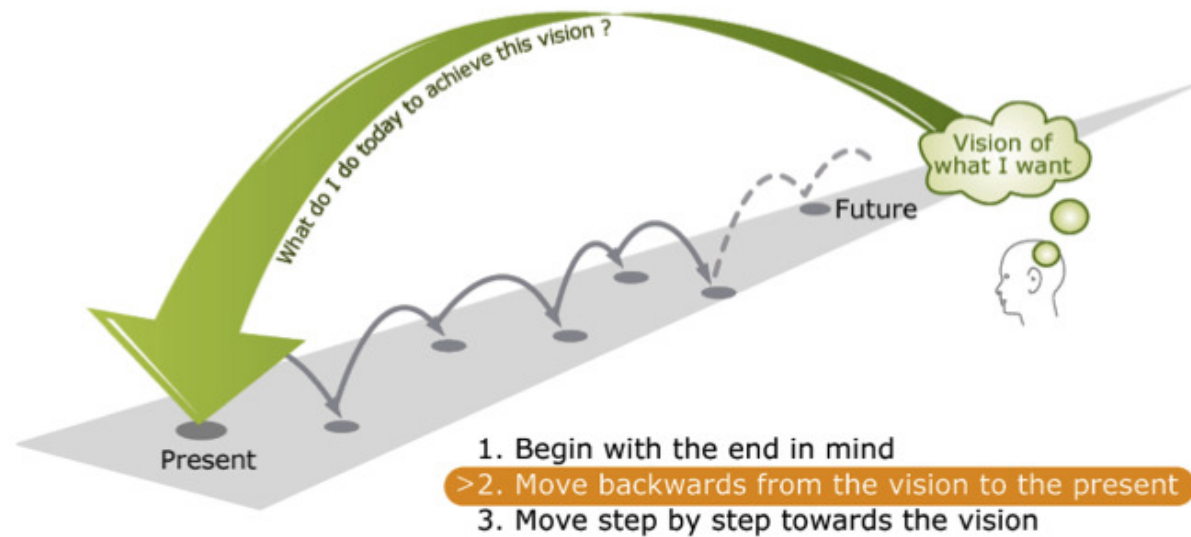 What do I do today to achieve this vision ?
Vision of
what I want
Future
Present
1. Begin with the end in mind
>2. Move backwards from the vision to the present
3. Move step by step towards the vision